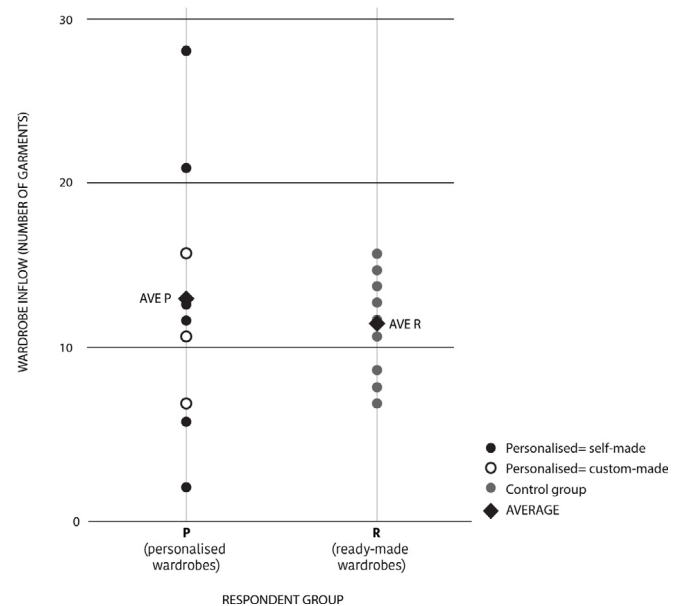 30
20
10
0
WARDROBE INFLOW (NUMBER OF GARMENTS)
AVE P
AVE R
Personalised= self-made
Personalised= custom-made
Control group
AVERAGE
P
(personalised
wardrobes)
R
(ready-made
wardrobes)
RESPONDENT GROUP